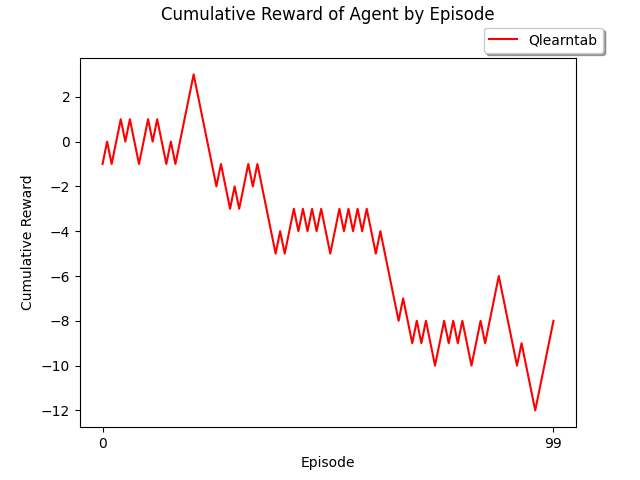 Cumulative Reward of Agent by Episode
Qlearntab
2
0
−2
−4
−6
−8
−10
−12
Cumulative Reward
0
99
Episode